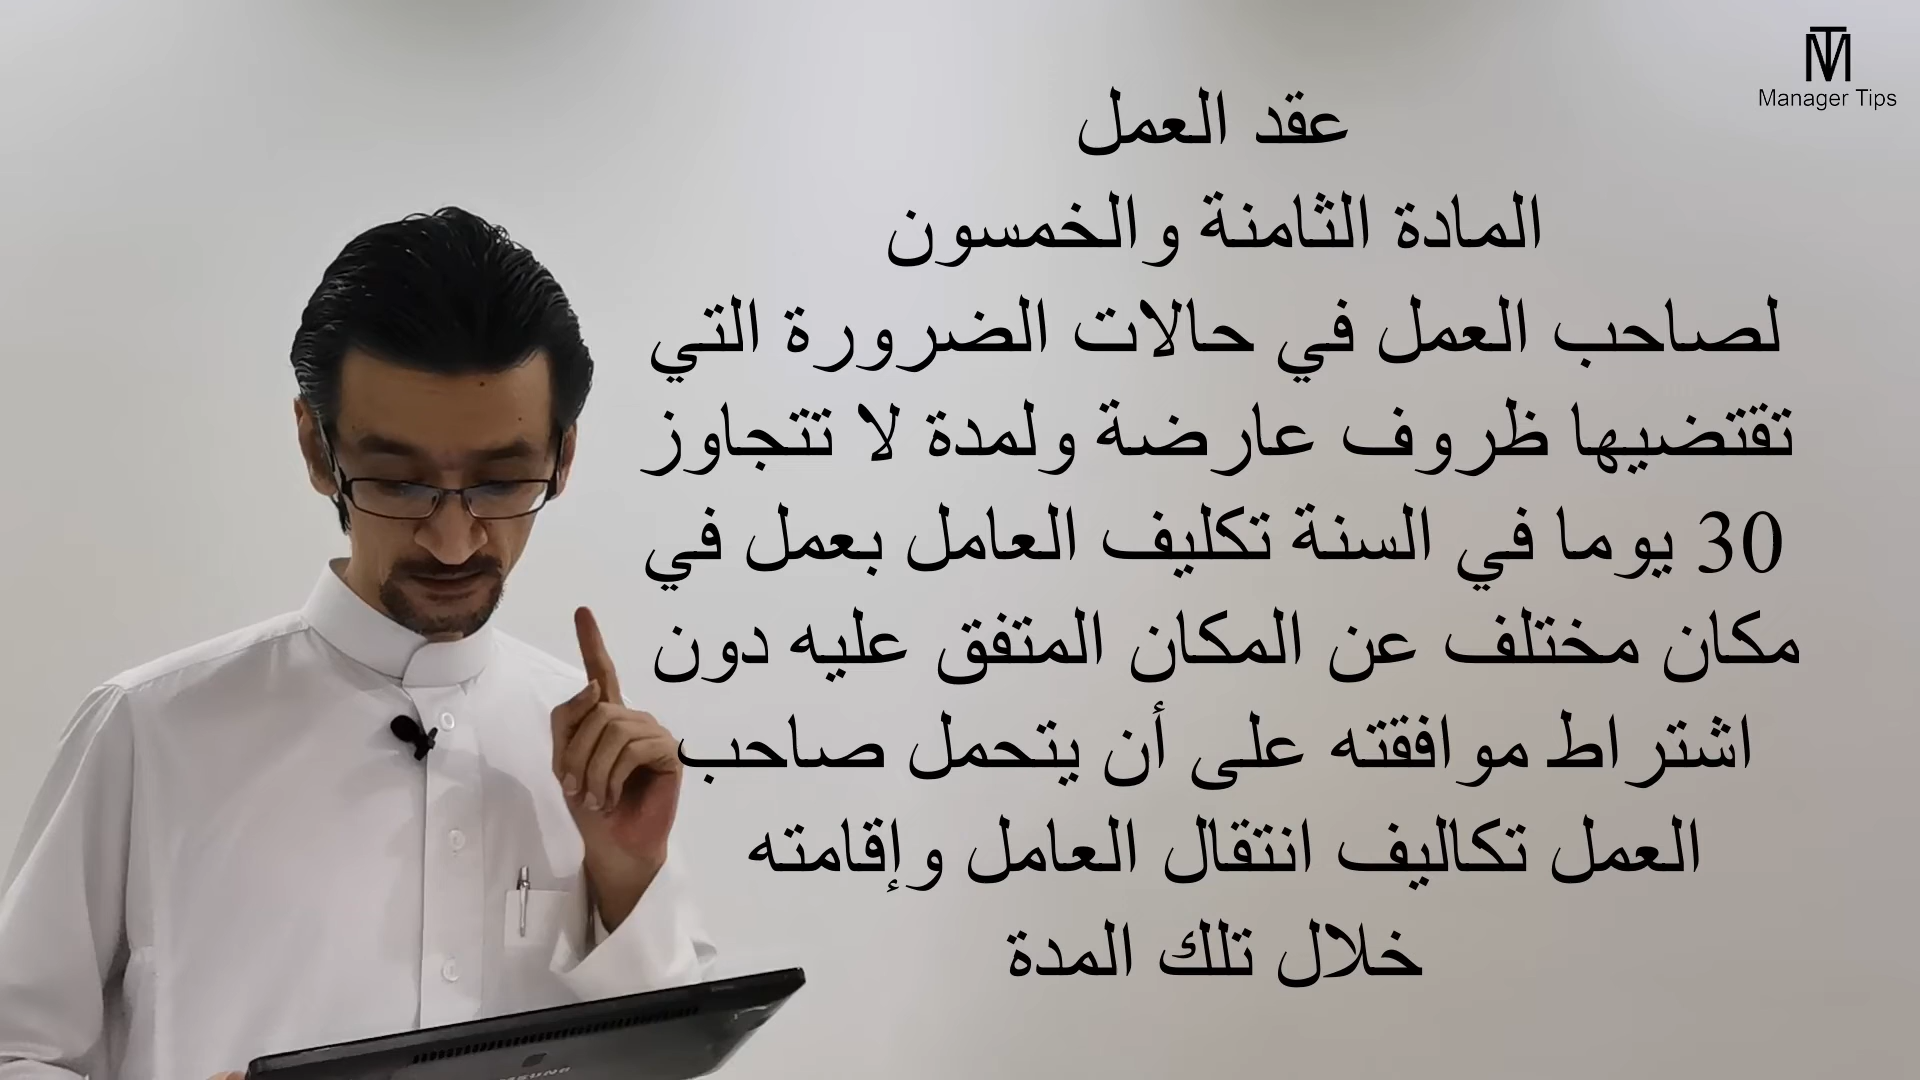 TM
Manager Tips
عقد العمل
المادة الثامنة والخمسون
لصاحب العمل في حالات الضرورة التي
تقتضيها ظروف عارضة ولمدة لا تتجاوز
30 يوما في السنة تكليف العامل بعمل في
مكان مختلف عن المكان المتفق عليه دون
اشتراط موافقته على أن يتحمل صاحب
العمل تكاليف انتقال العامل وإقامته
خلال تلك المدة